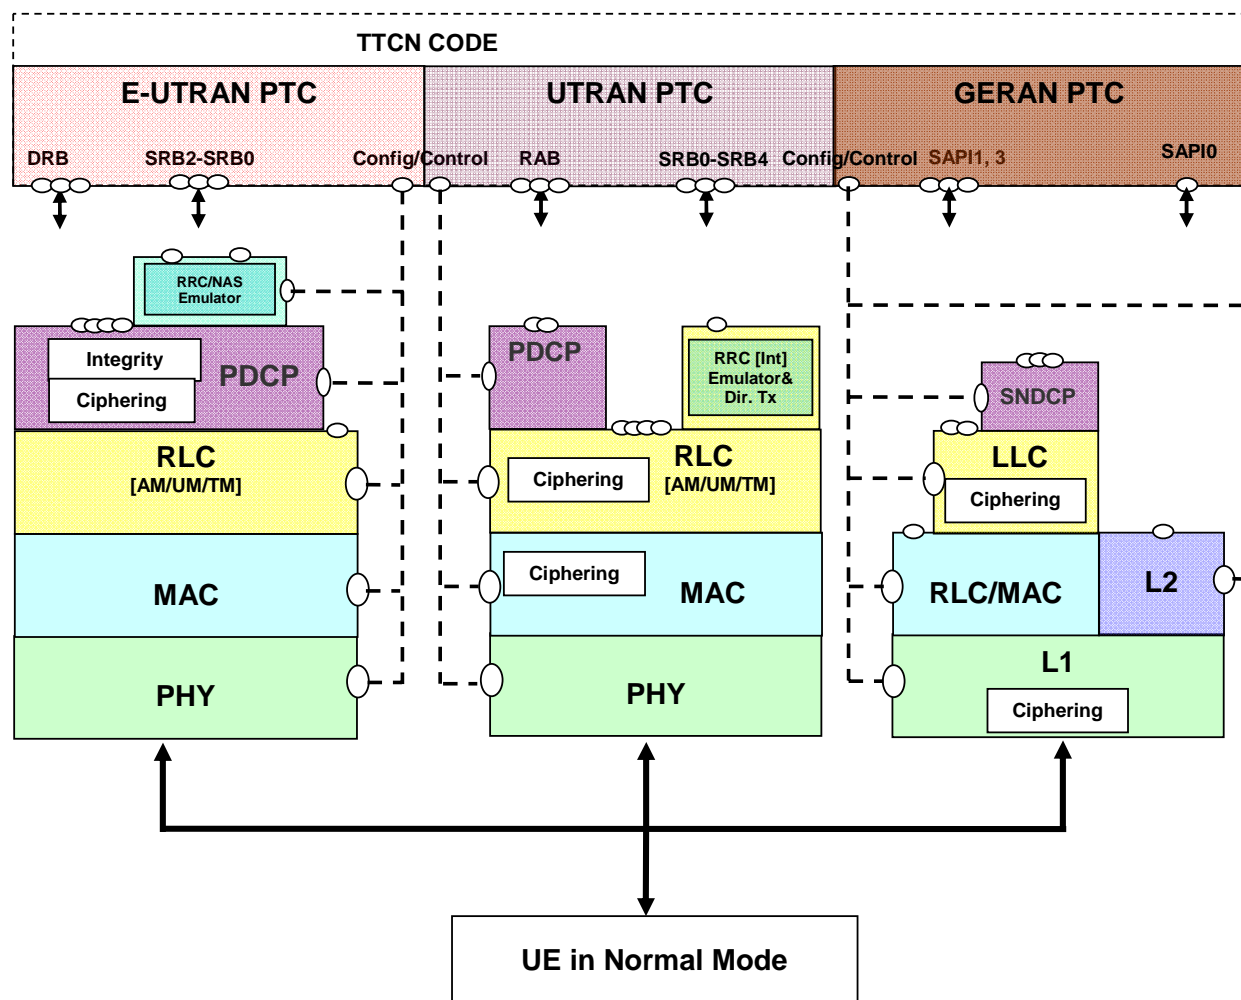 TTCN CODE
E-UTRAN PTC
UTRAN PTC
GERAN PTC
DRB
SRB2-SRB0
Config/Control
RAB
SRB0-SRB4
Config/Control
SAPI1, 3
SAPI0
RRC/NAS
Emulator
Integrity
PDCP
Ciphering
RLC
[AM/UM/TM]
MAC
PHY
PDCP
RRC [Int]
Emulator&
Dir. Tx
RLC
Ciphering
[AM/UM/TM]
Ciphering
MAC
PHY
SNDCP
LLC
Ciphering
RLC/MAC
L2
L1
Ciphering
UE in Normal Mode